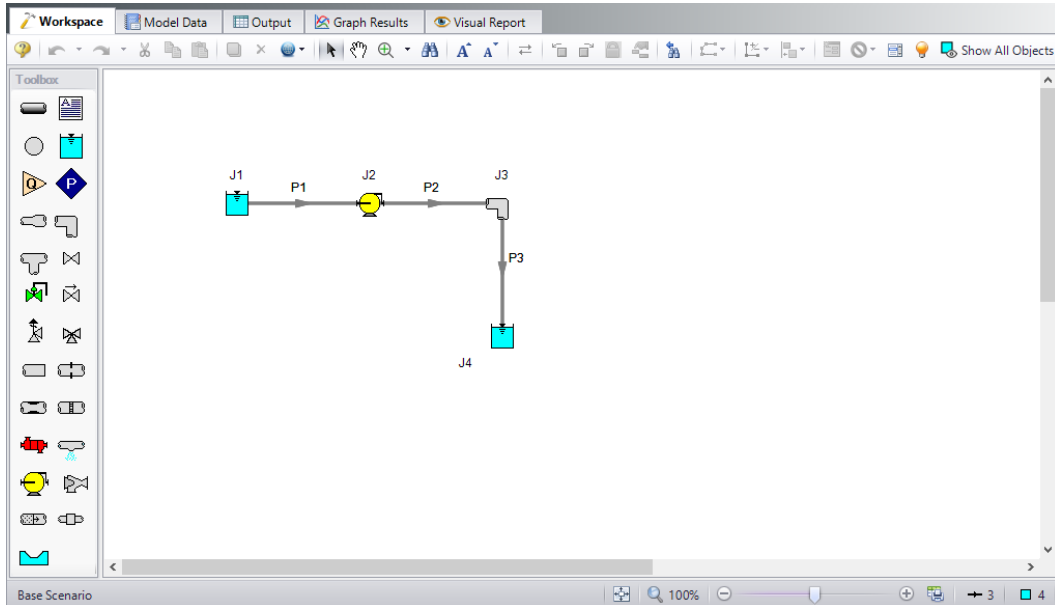 Workspace Model Data Output Graph Results Visual Report
A A Show All Objects
Toolbox
A
Q P
J1 J2 J3
P1 P2
P3
J4
Base Scenario 100% 3 4